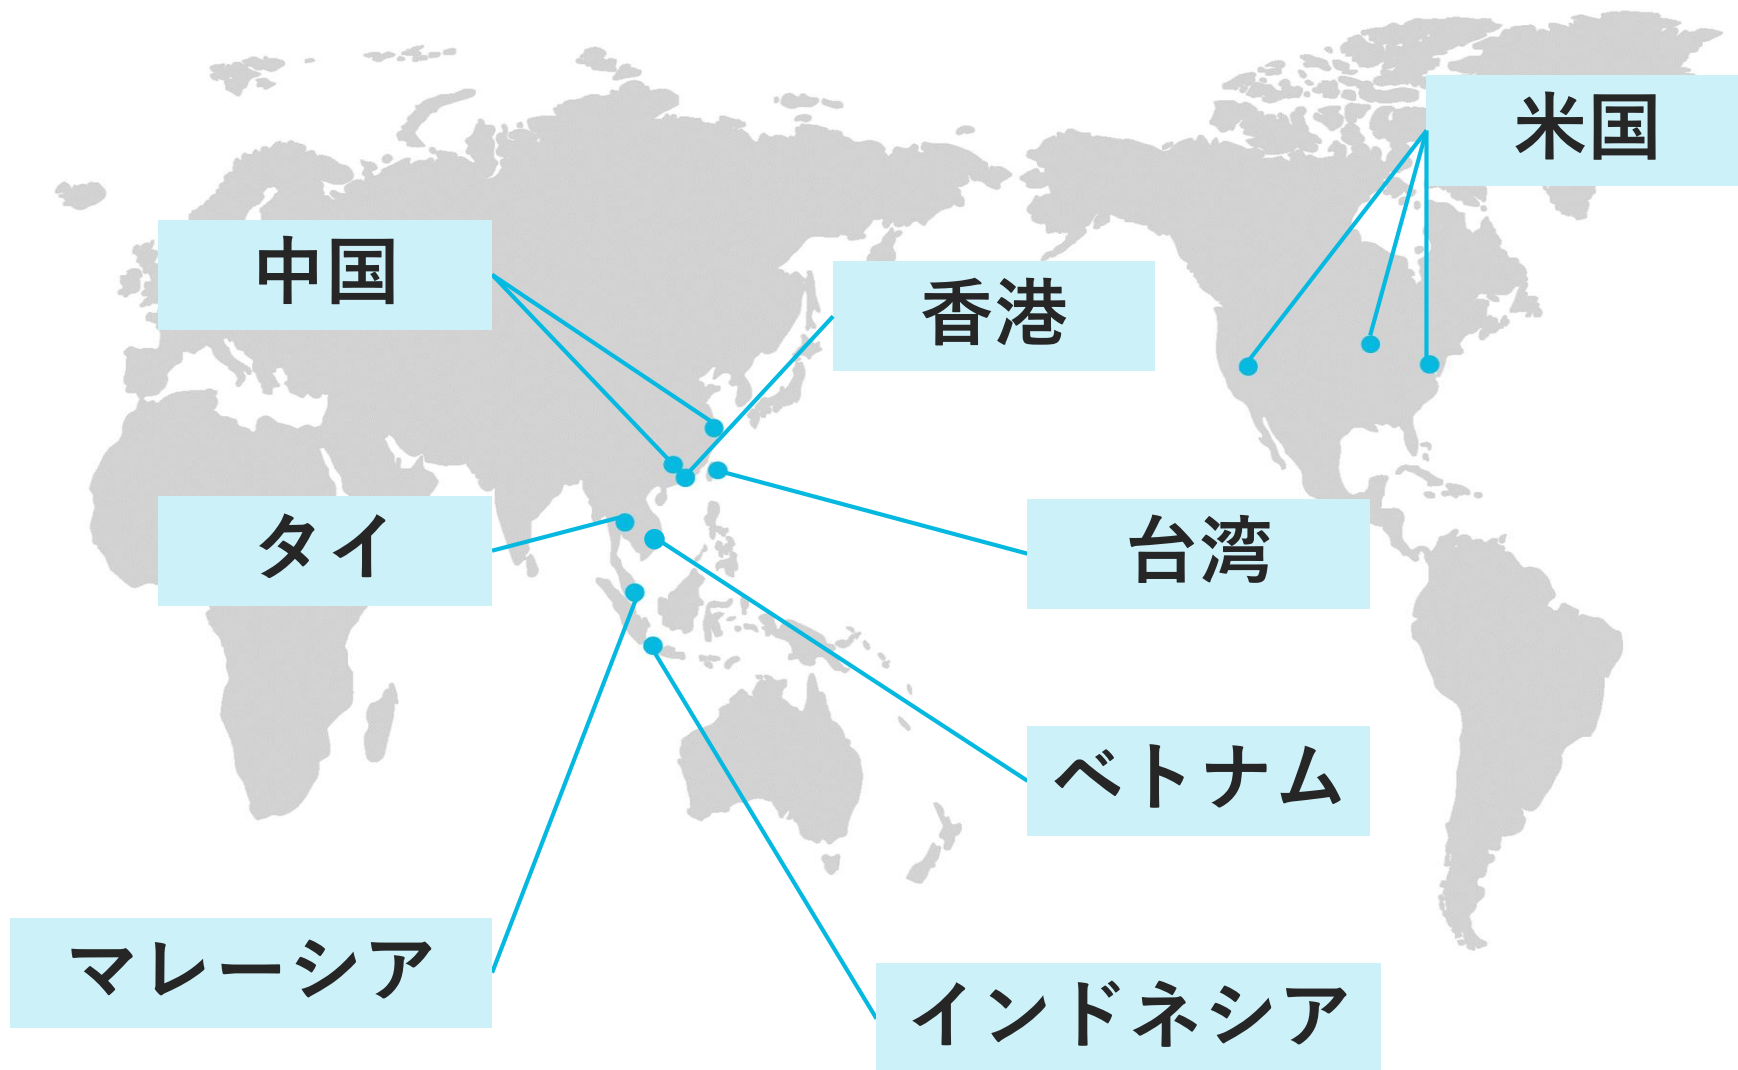 米国
中国
香港
タイ
台湾
ベトナム
マレーシア
インドネシア